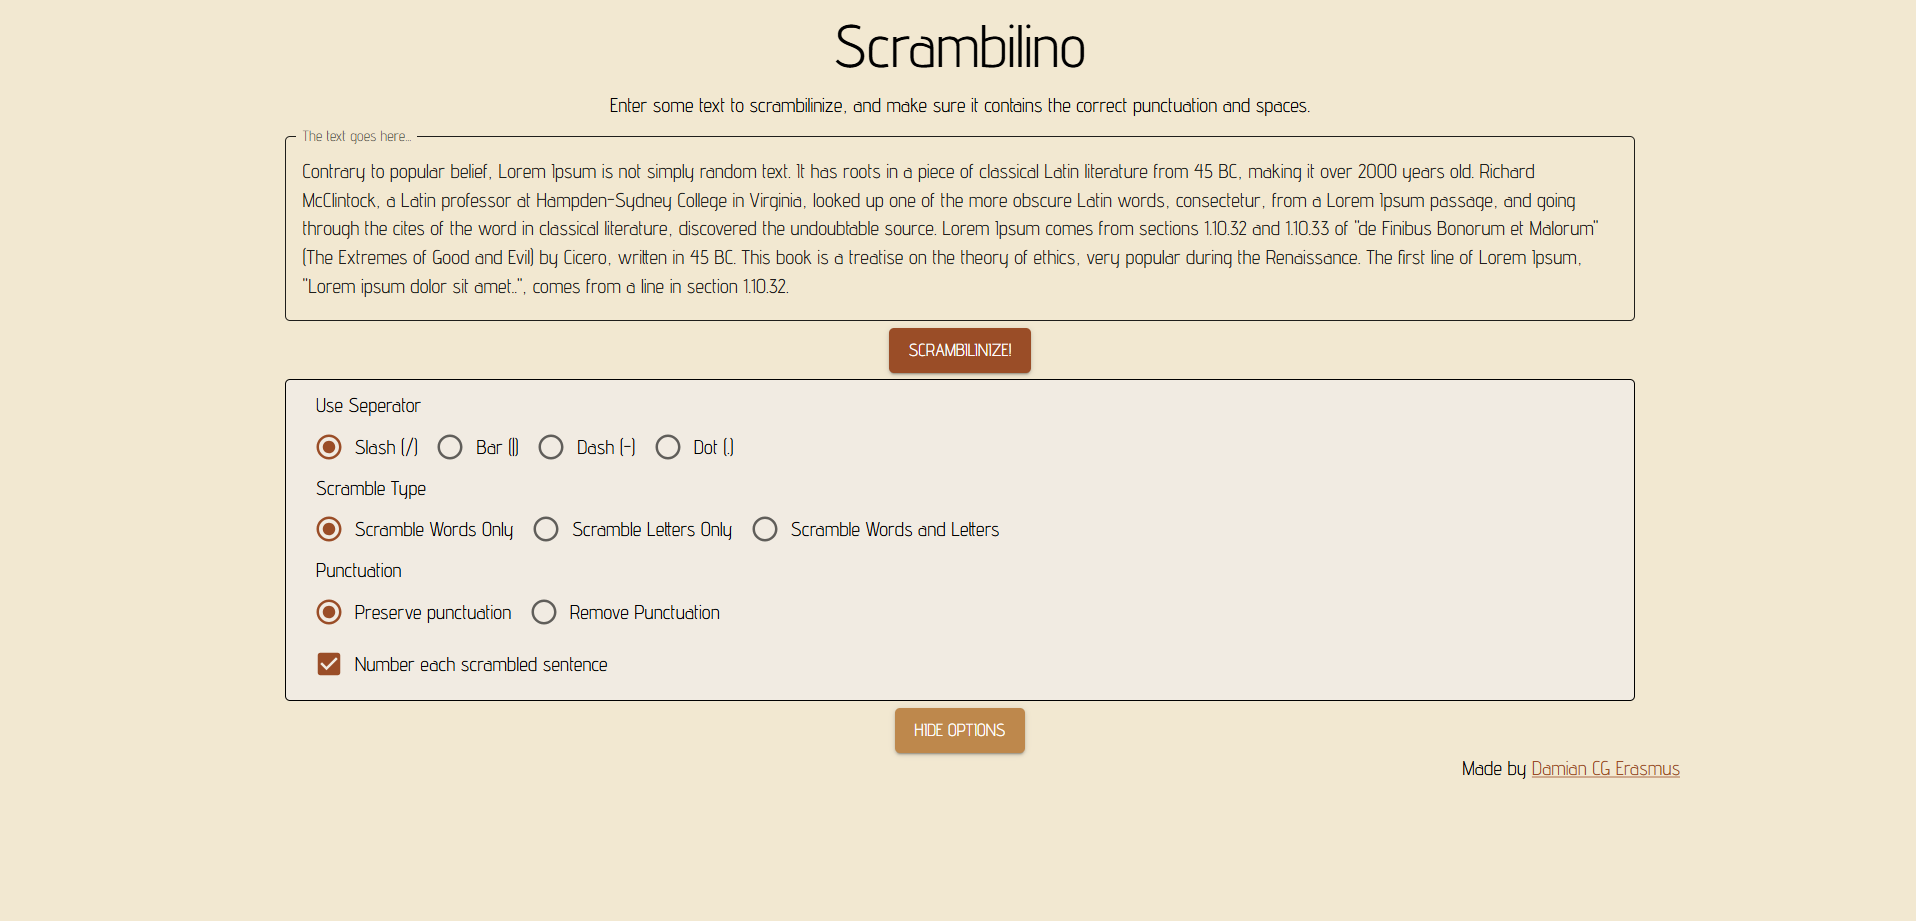 Scrambilino
Enter some text to scrambilinize, and make sure it contains the correct punctuation and spaces.
The text goes here...
Contrary to popular belief, Lorem Ipsum is not simply random text. It has roots in a piece of classical Latin literature from 45 BC, making it over 2000 years old. Richard
McClintock, a Latin professor at Hampden-Sydney College in Virginia, looked up one of the more obscure Latin words, consectetur, from a Lorem Ipsum passage, and going
through the cites of the word in classical literature, discovered the undoubtable source. Lorem Ipsum comes from sections 1.10.32 and 1.10.33 of "de Finibus Bonorum et Malorum"
(The Extremes of Good and Evil) by Cicero, written in 45 BC. This book is a treatise on the theory of ethics, very popular during the Renaissance. The first line of Lorem Ipsum,
"Lorem ipsum dolor sit amet..", comes from a line in section 1.10.32.
SCRAMBILINIZE!
Use Seperator
Slash (/) Bar (|) Dash (-) Dot (.)
Scramble Type
Scramble Words Only Scramble Letters Only Scramble Words and Letters
Punctuation
Preserve punctuation Remove Punctuation
Number each scrambled sentence
HIDE OPTIONS
Made by Damian CG Erasmus